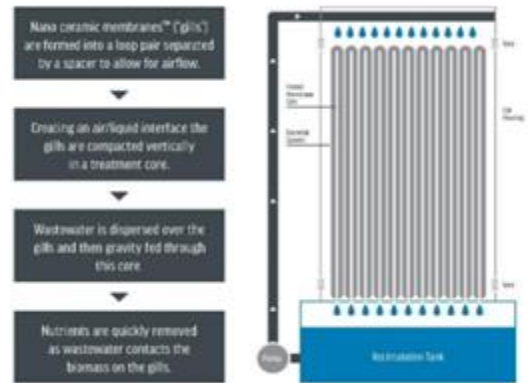 Nano ceramic membranes™ ("gills")
are formed into a loop pair separated
by a spacer to allow for airflow.
Creating an air/liquid interface the
gills are compacted vertically
in a treatment core.
Wastewater is dispersed over the
gills and then gravity fed through
this core.
Nutrients are quickly removed
as wastewater contacts the
biomass on the gills.
Pump
Recirculation Tank